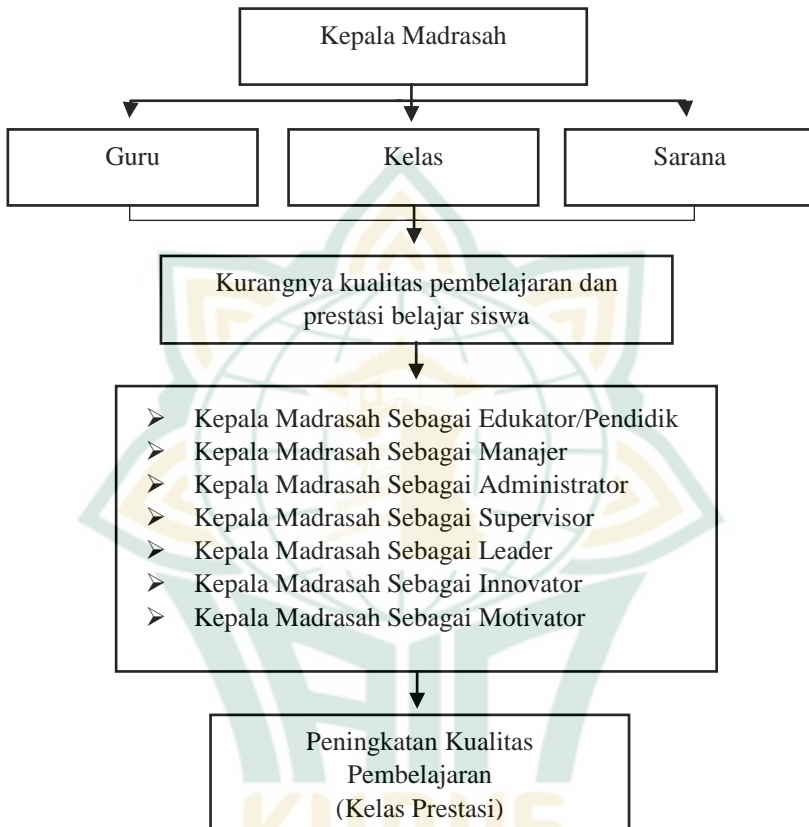 Kepala Madrasah
Guru
Kelas
Sarana
Kurangnya kualitas pembelajaran dan
prestasi belajar siswa
➢ Kepala Madrasah Sebagai Edukator/Pendidik
➢ Kepala Madrasah Sebagai Manajer
➢ Kepala Madrasah Sebagai Administrator
➢ Kepala Madrasah Sebagai Supervisor
➢ Kepala Madrasah Sebagai Leader
➢ Kepala Madrasah Sebagai Innovator
➢ Kepala Madrasah Sebagai Motivator
Peningkatan Kualitas
Pembelajaran
(Kelas Prestasi)
KUDUS